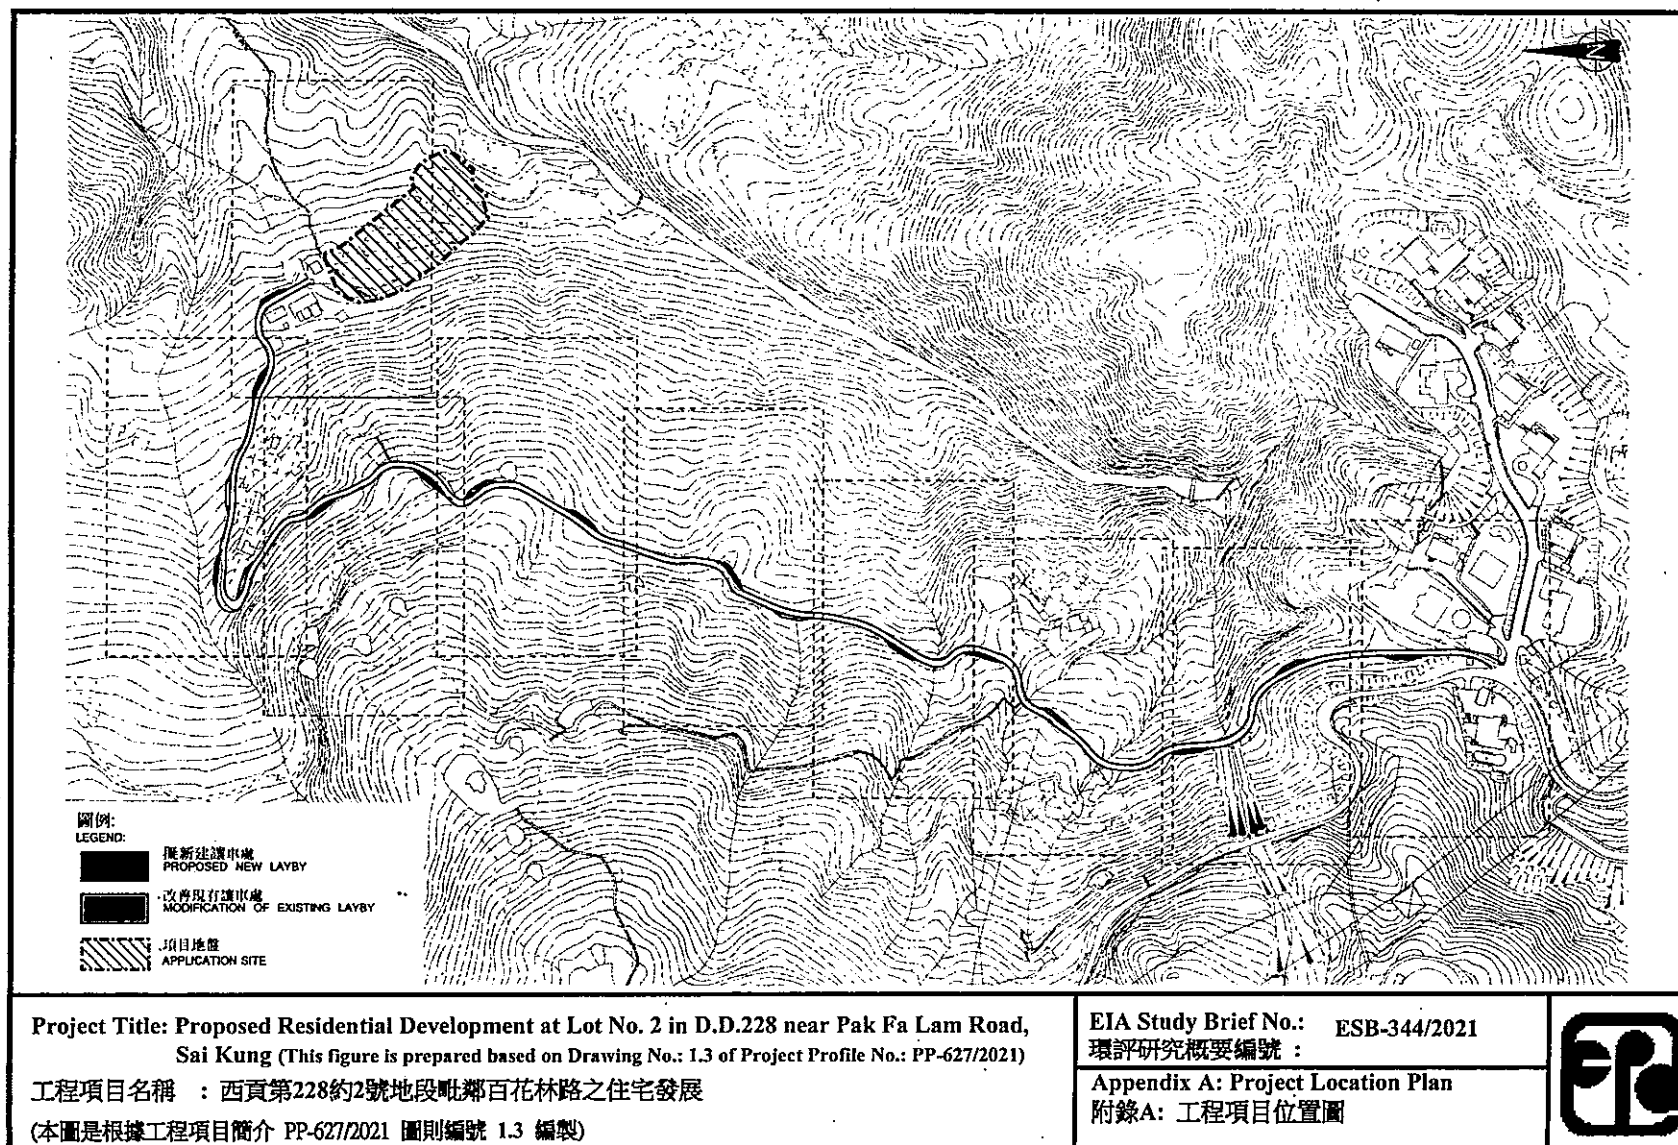 N
圖例:
LEGEND:
擬新建讓車處
PROPOSED NEW LAYBY
改善現有讓車處
MODIFICATION OF EXISTING LAYBY
項目地盤
APPLICATION SITE
Project Title: Proposed Residential Development at Lot No. 2 in D.D.228 near Pak Fa Lam Road,
Sai Kung (This figure is prepared based on Drawing No.: 1.3 of Project Profile No.: PP-627/2021)
工程項目名稱 : 西貢第228約2號地段毗鄰百花林路之住宅發展
(本圖是根據工程項目簡介 PP-627/2021 圖則編號 1.3 編製)
EIA Study Brief No.: ESB-344/2021
環評研究概要編號 :
Appendix A: Project Location Plan
附錄A: 工程項目位置圖